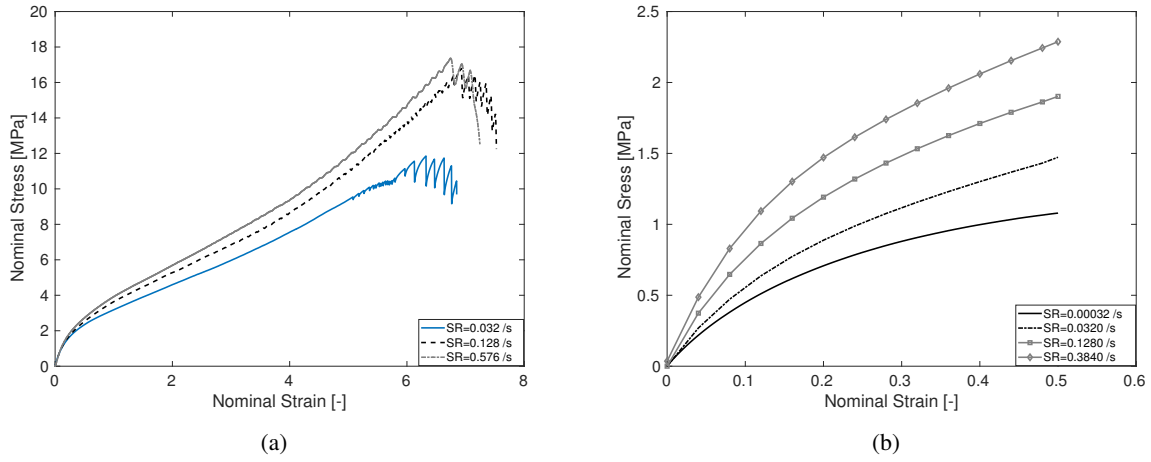 20
18
16
14
12
10
8
6
4
2
0
Nominal Stress [MPa]
0 2 4 6 8
Nominal Strain [-]
SR=0.032 /s
SR=0.128 /s
SR=0.576 /s
(a)
2.5
2
1.5
1
0.5
0
Nominal Sress [MPa]
0 0.1 0.2 0.3 0.4 0.5 0.6
Nominal Strain [-]
SR=0.00032 /s
SR=0.0320 /s
SR=0.1280 /s
SR=0.3840 /s
(b)